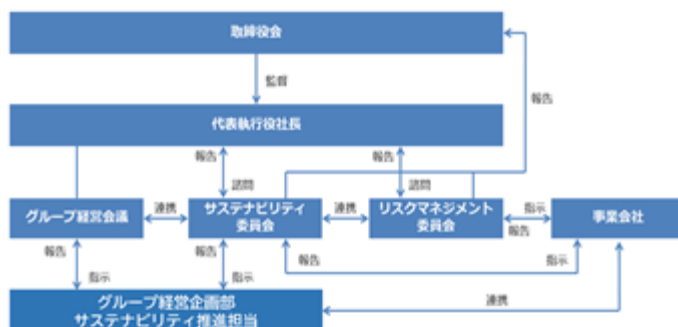 取締役会
監督
報告
代表執行役社長
報告
諮問
報告
諮問
グループ経営会議
連携
サステナビリティ
委員会
連携
リスクマネジメント
委員会
指示
報告
事業会社
報告
指示
報告
指示
報告
指示
グループ経営企画部
サステナビリティ推進担当
連携